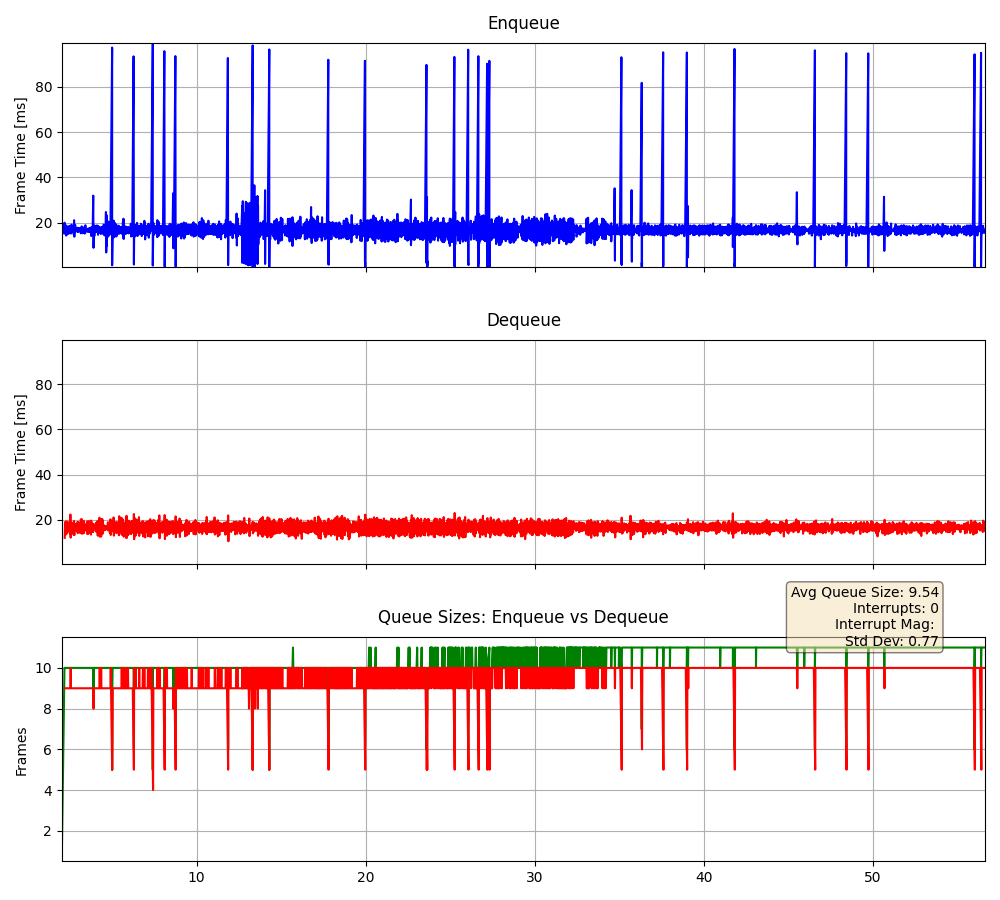 Enqueue
Frame Time [ms]
80
60
40
20
Dequeue
Frame Time [ms]
80
60
40
20
Avg Queue Size: 9.54
Interrupts: 0
Interrupt Mag:
Std Dev: 0.77
Queue Sizes: Enqueue vs Dequeue
Frames
10
8
6
4
2
10 20 30 40 50